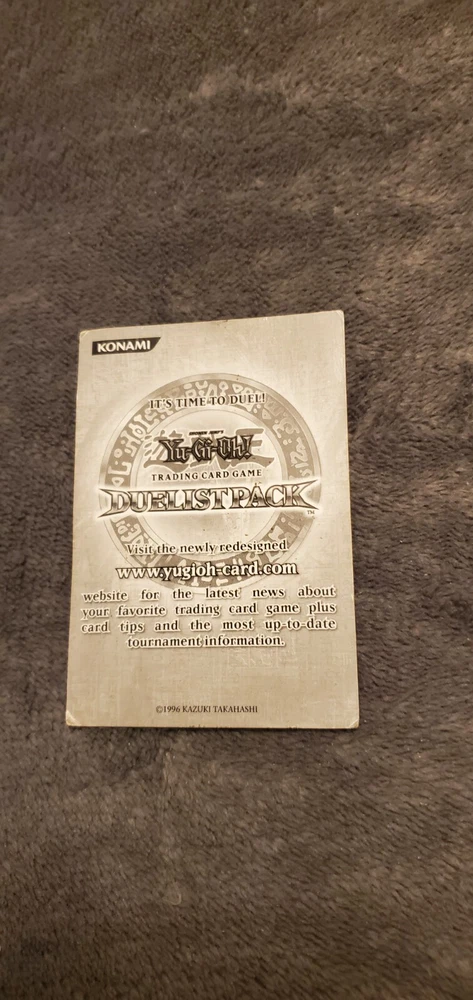 KONAMI
IT'S TIME TO DUEL!
Yu-Gi-Oh!
TRADING CARD GAME
DUELIST PACK
TM
Visit the newly redesigned
www.yugioh-card.com
website for the latest news about
your favorite trading card game plus
card tips and the most up-to-date
tournament information.
©1996 KAZUKI TAKAHASHI